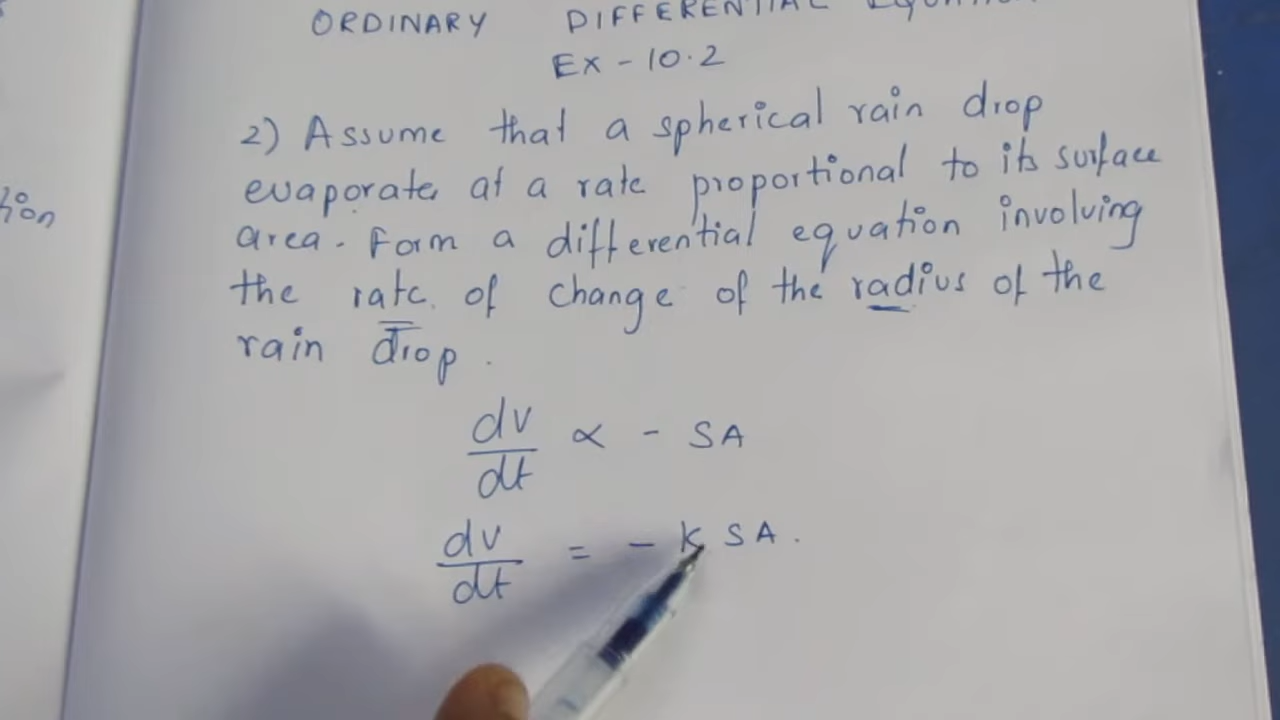 ORDINARY DIFFERENTIAL
Ex - 10.2
2) Assume that a spherical rain drop
evaporates at a rate proportional to its surface
area. Form a differential equation involving
the rate of change of the radius of the
rain drop.
dv/dt ∝ - SA
dv/dt = - k SA.